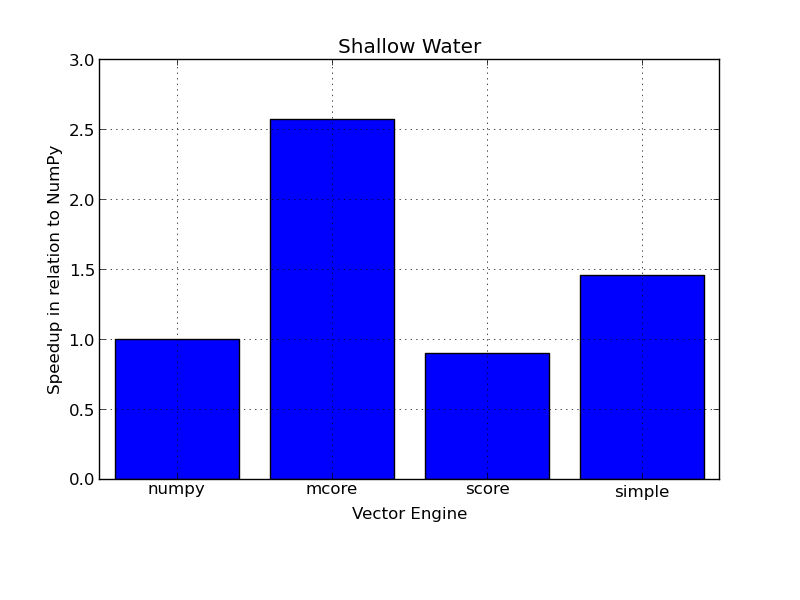 Shallow Water
Speedup in relation to NumPy
3.0
2.5
2.0
1.5
1.0
0.5
0.0
numpy mcore score simple
Vector Engine